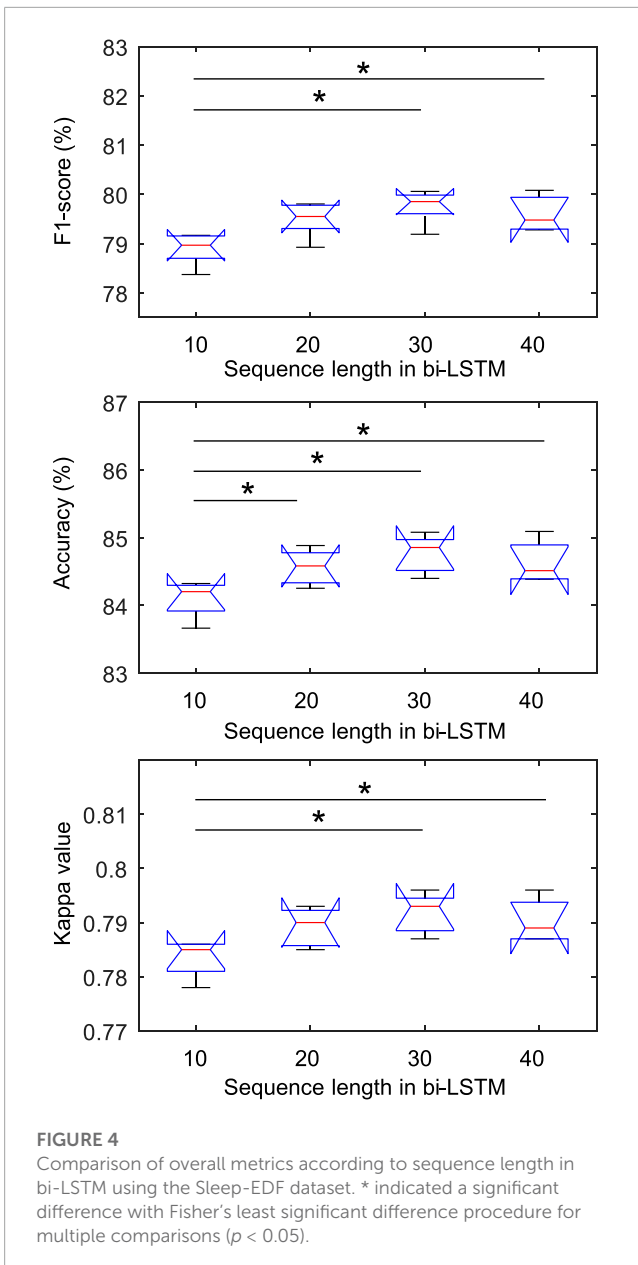 83
82
81
80
79
78
F1-score (%)
*
*
10 20 30 40
Sequence length in bi-LSTM
87
86
85
84
83
Accuracy (%)
*
*
*
10 20 30 40
Sequence length in bi-LSTM
0.81
0.8
0.79
0.78
0.77
Kappa value
*
*
10 20 30 40
Sequence length in bi-LSTM
FIGURE 4
Comparison of overall metrics according to sequence length in
bi-LSTM using the Sleep-EDF dataset. * indicated a significant
difference with Fisher's least significant difference procedure for
multiple comparisons (p < 0.05).